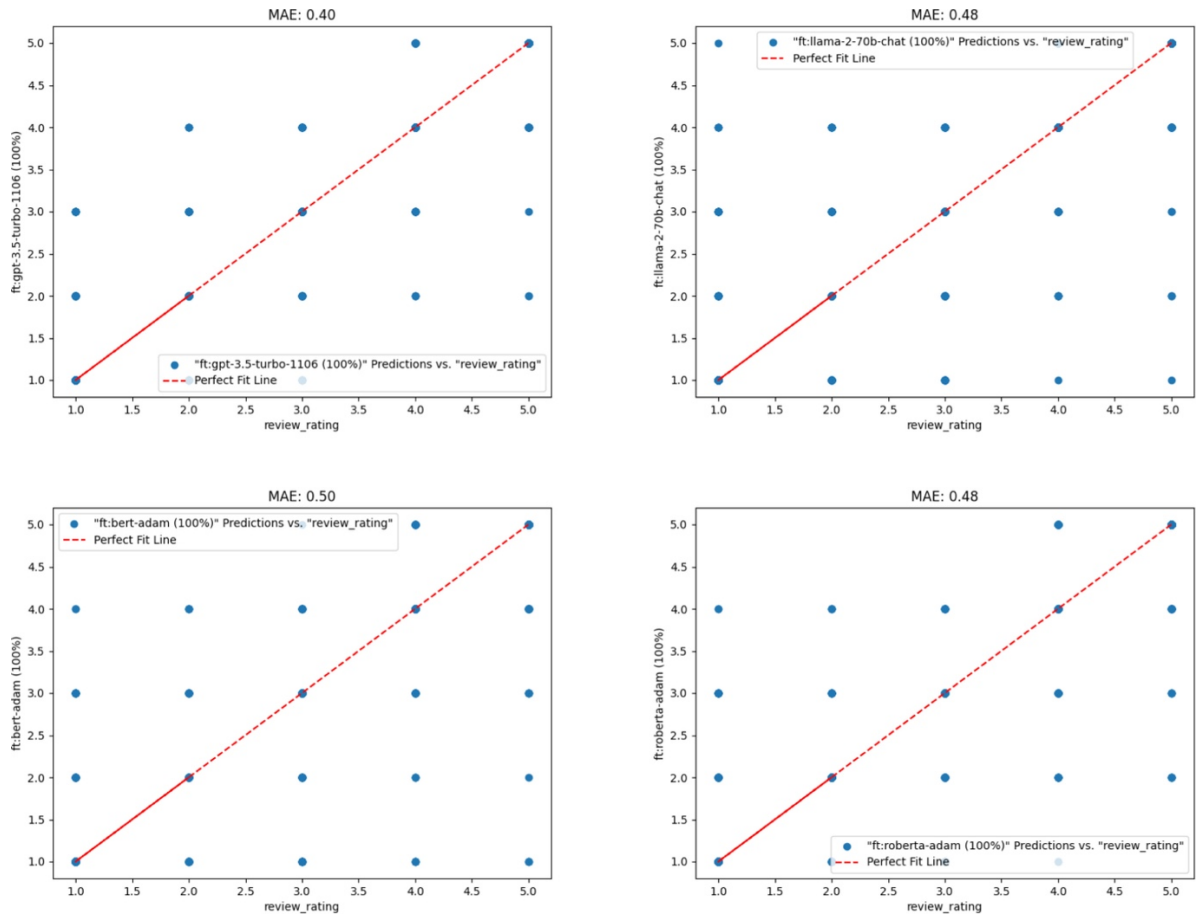 MAE: 0.40
5.0
4.5
4.0
3.5
3.0
2.5
2.0
1.5
1.0
ft:gpt-3.5-turbo-1106 (100%)
"ft:gpt-3.5-turbo-1106 (100%)" Predictions vs. "review_rating"
Perfect Fit Line
1.0 1.5 2.0 2.5 3.0 3.5 4.0 4.5 5.0
review_rating
MAE: 0.48
"ft:llama-2-70b-chat (100%)" Predictions vs. "review_rating"
Perfect Fit Line
5.0
4.5
4.0
3.5
3.0
2.5
2.0
1.5
1.0
ft:llama-2-70b-chat (100%)
1.0 1.5 2.0 2.5 3.0 3.5 4.0 4.5 5.0
review_rating
MAE: 0.50
"ft:bert-adam (100%)" Predictions vs. "review_rating"
Perfect Fit Line
5.0
4.5
4.0
3.5
3.0
2.5
2.0
1.5
1.0
ft:bert-adam (100%)
1.0 1.5 2.0 2.5 3.0 3.5 4.0 4.5 5.0
review_rating
MAE: 0.48
5.0
4.5
4.0
3.5
3.0
2.5
2.0
1.5
1.0
ft:roberta-adam (100%)
"ft:roberta-adam (100%)" Predictions vs. "review_rating"
Perfect Fit Line
1.0 1.5 2.0 2.5 3.0 3.5 4.0 4.5 5.0
review_rating